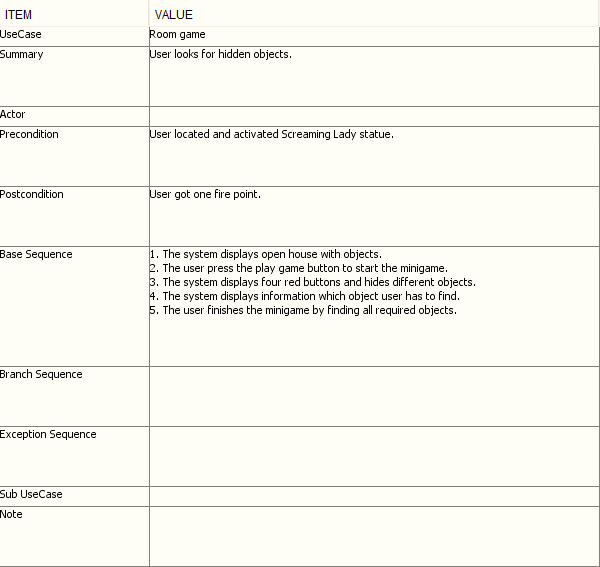 ITEM VALUE
UseCase Room game
Summary User looks for hidden objects.
Actor
Precondition User located and activated Screaming Lady statue.
Postcondition User got one fire point.
Base Sequence 1. The system displays open house with objects.
2. The user press the play game button to start the minigame.
3. The system displays four red buttons and hides different objects.
4. The system displays information which object user has to find.
5. The user finishes the minigame by finding all required objects.
Branch Sequence
Exception Sequence
Sub UseCase
Note